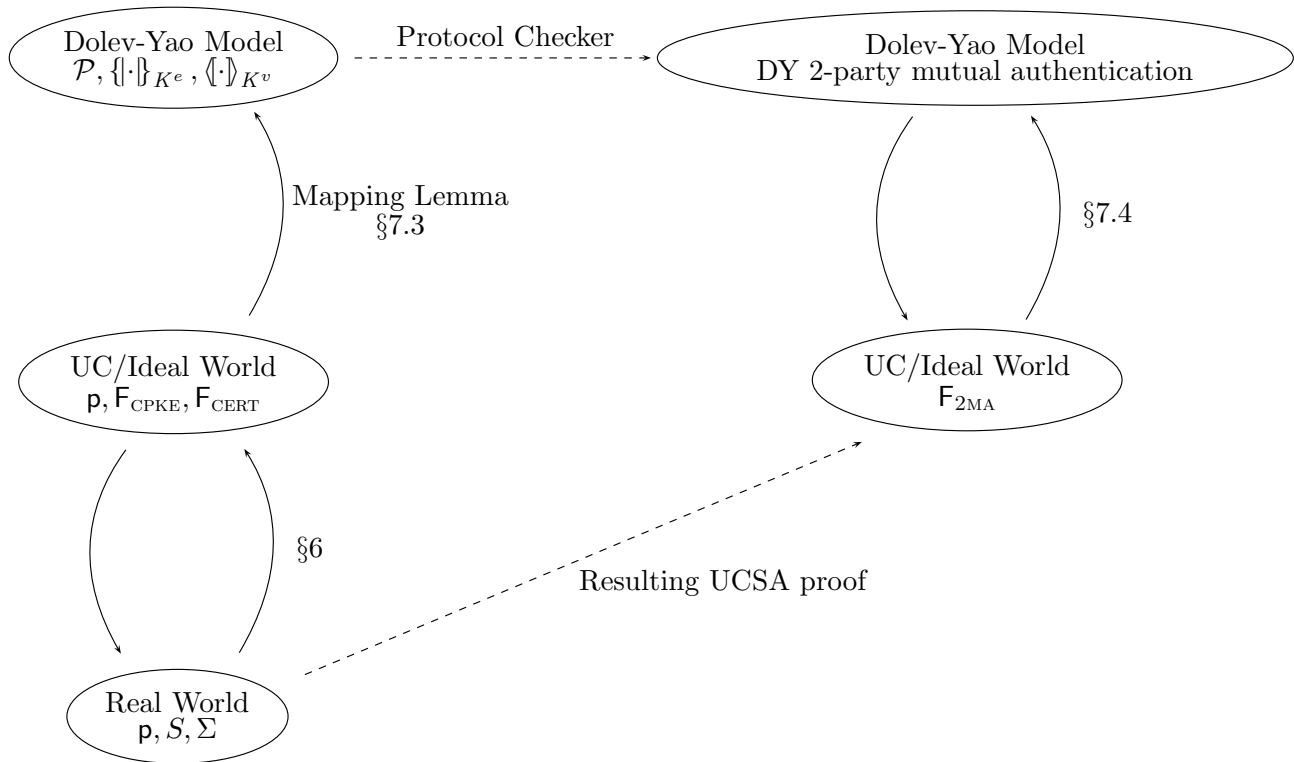 Dolev-Yao Model
𝒫, {|·|}_{K^e}, ⟨[·]⟩_{K^v}
Protocol Checker
Dolev-Yao Model
DY 2-party mutual authentication
Mapping Lemma
§7.3
§7.4
UC/Ideal World
p, F_CPKE, F_CERT
UC/Ideal World
F_2MA
§6
Resulting UCSA proof
Real World
p, S, Σ